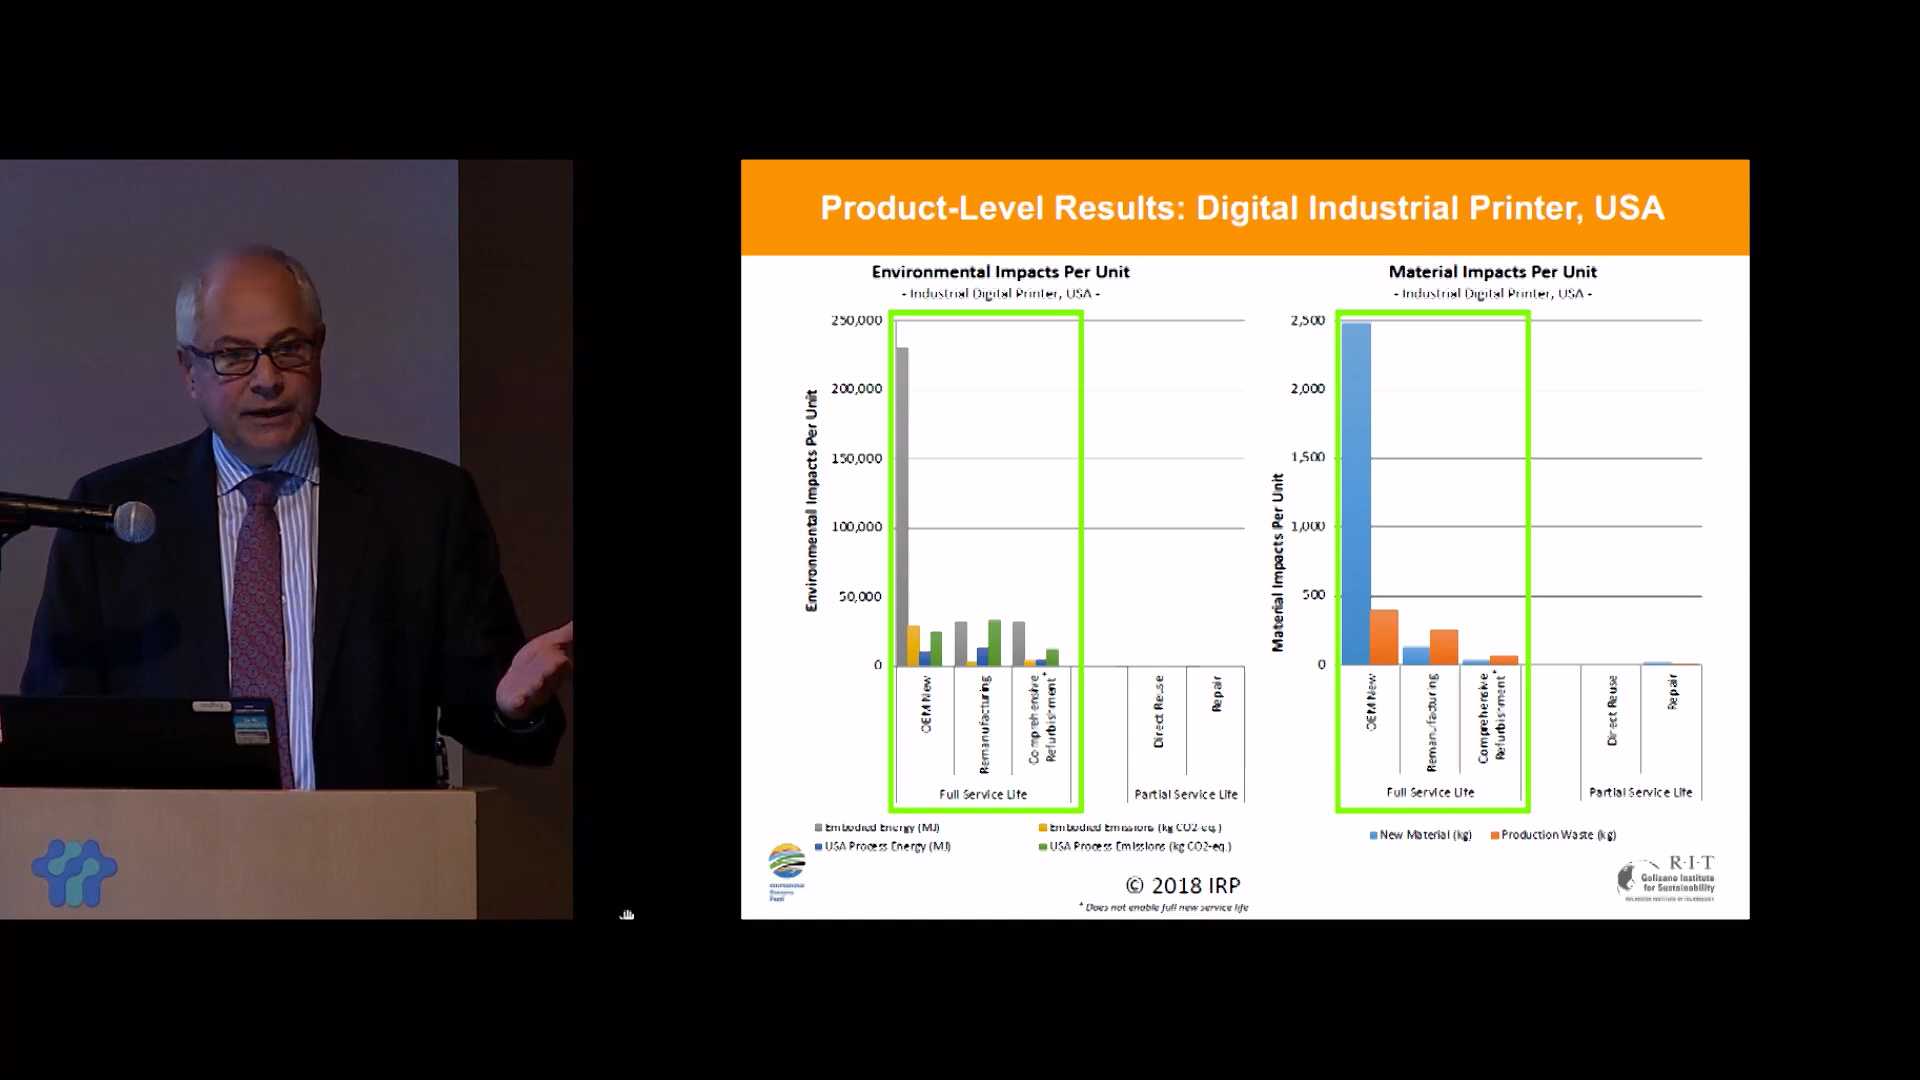 Product-Level Results: Digital Industrial Printer, USA
Environmental Impacts Per Unit
- Industrial Digital Printer, USA -
250,000
200,000
150,000
100,000
50,000
0
Environmental Impacts Per Unit
OEM New
Remanufacturing
Comprehensive
Refurbishment*
Direct Reuse
Repair
Full Service Life
Partial Service Life
Embodied Energy (MJ)
Embodied Emissions (kg CO2-eq.)
USA Process Energy (MJ)
USA Process Emissions (kg CO2-eq.)
Material Impacts Per Unit
- Industrial Digital Printer, USA -
2,500
2,000
1,500
1,000
500
0
Material Impacts Per Unit
OEM New
Remanufacturing
Comprehensive
Refurbishment*
Direct Reuse
Repair
Full Service Life
Partial Service Life
New Material (kg)
Production Waste (kg)
© 2018 IRP
* Does not enable full new service life
R·I·T
Golisano Institute
for Sustainability